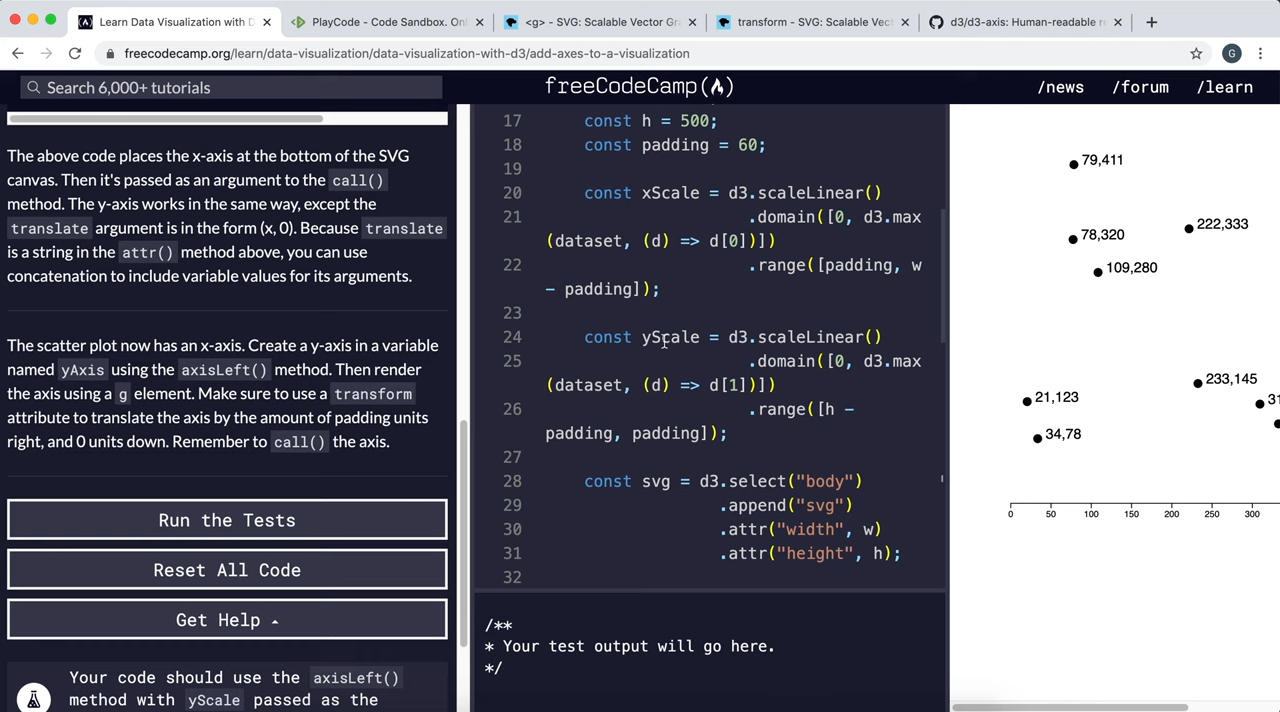 Learn Data Visualization with D
PlayCode - Code Sandbox. Onl
<g> - SVG: Scalable Vector Gra
transform - SVG: Scalable Vect
d3/d3-axis: Human-readable re
freecodecamp.org/learn/data-visualization/data-visualization-with-d3/add-axes-to-a-visualization
G
Search 6,000+ tutorials
freeCodeCamp
/news
/forum
/learn
The above code places the x-axis at the bottom of the SVG
canvas. Then it's passed as an argument to the call()
method. The y-axis works in the same way, except the
translate argument is in the form (x, 0). Because translate
is a string in the attr() method above, you can use
concatenation to include variable values for its arguments.
The scatter plot now has an x-axis. Create a y-axis in a variable
named yAxis using the axisLeft() method. Then render
the axis using a g element. Make sure to use a transform
attribute to translate the axis by the amount of padding units
right, and 0 units down. Remember to call() the axis.
Run the Tests
Reset All Code
Get Help
Your code should use the axisLeft()
method with yScale passed as the
17 const h = 500;
18 const padding = 60;
19
20 const xScale = d3.scaleLinear()
21 .domain([0, d3.max
(dataset, (d) => d[0])])
22 .range([padding, w
- padding]);
23
24 const yScale = d3.scaleLinear()
25 .domain([0, d3.max
(dataset, (d) => d[1])])
26 .range([h -
padding, padding]);
27
28 const svg = d3.select("body")
29 .append("svg")
30 .attr("width", w)
31 .attr("height", h);
32
/**
* Your test output will go here.
*/
79,411
222,333
78,320
109,280
233,145
21,123
31
34,78
0 50 100 150 200 250 300